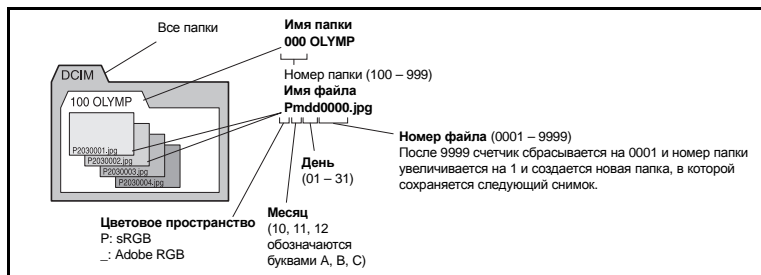 Все папки
Имя папки
000 OLYMP
DCIM
Номер папки (100 – 999)
Имя файла
100 OLYMP
Pmdd0000.jpg
P2030001.jpg
P2030002.jpg
P2030003.jpg
P2030004.jpg
День
(01 – 31)
Номер файла (0001 – 9999)
После 9999 счетчик сбрасывается на 0001 и номер папки
увеличивается на 1 и создается новая папка, в которой
сохраняется следующий снимок.
Цветовое пространство
P: sRGB
_: Adobe RGB
Месяц
(10, 11, 12
обозначаются
буквами A, B, C)